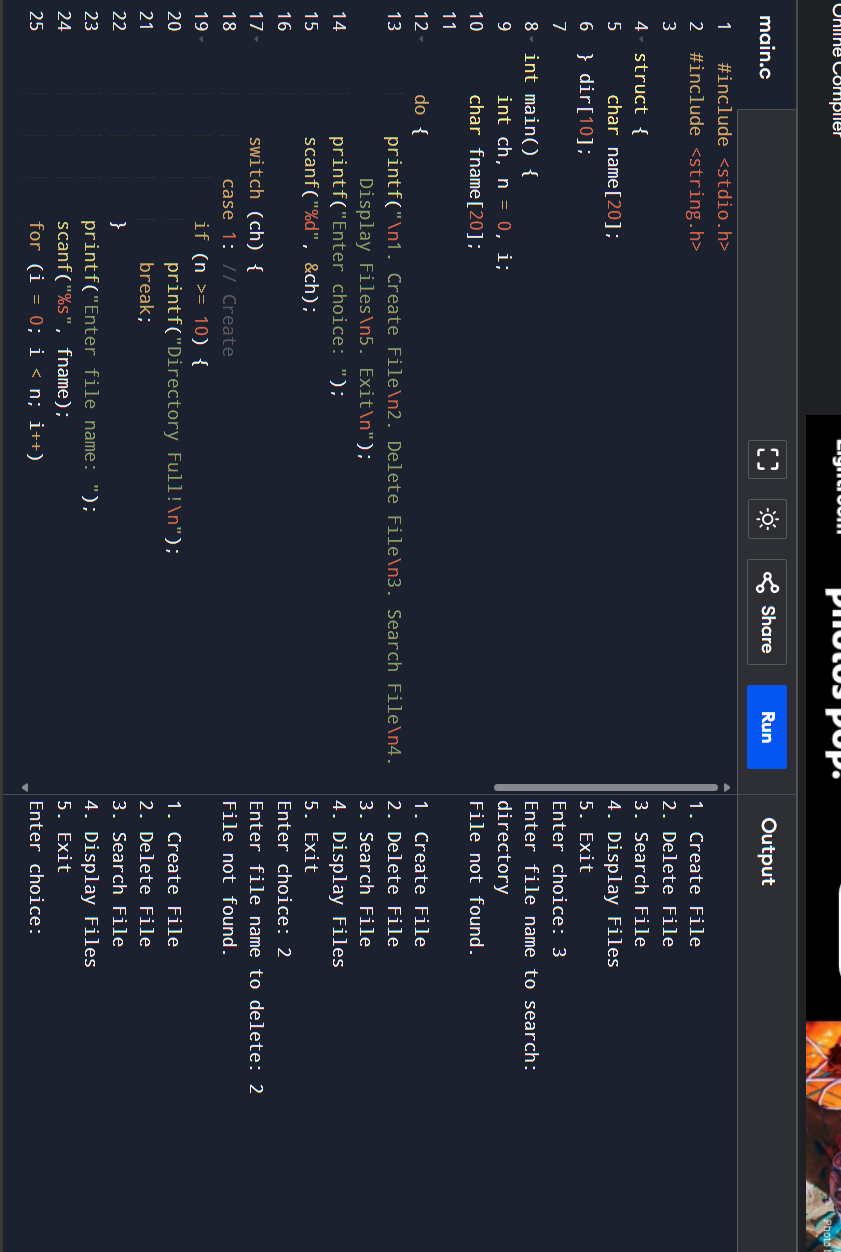 Online Compiler
photos pop.
main.c
Share
Run
Output
1 #include <stdio.h>
2 #include <string.h>
3
4 struct {
5 char name[20];
6 } dir[10];
7
8 int main() {
9 int ch, n = 0, i;
10 char fname[20];
11
12 do {
13 printf("\n1. Create File\n2. Delete File\n3. Search File\n4.
Display Files\n5. Exit\n");
14 printf("Enter choice: ");
15 scanf("%d", &ch);
16
17 switch (ch) {
18 case 1: // Create
19 if (n >= 10) {
20 printf("Directory Full!\n");
21 break;
22 }
23 printf("Enter file name: ");
24 scanf("%s", fname);
25 for (i = 0; i < n; i++)
1. Create File
2. Delete File
3. Search File
4. Display Files
5. Exit
Enter choice: 3
Enter file name to search:
directory
File not found.
1. Create File
2. Delete File
3. Search File
4. Display Files
5. Exit
Enter choice: 2
Enter file name to delete: 2
File not found.
1. Create File
2. Delete File
3. Search File
4. Display Files
5. Exit
Enter choice: